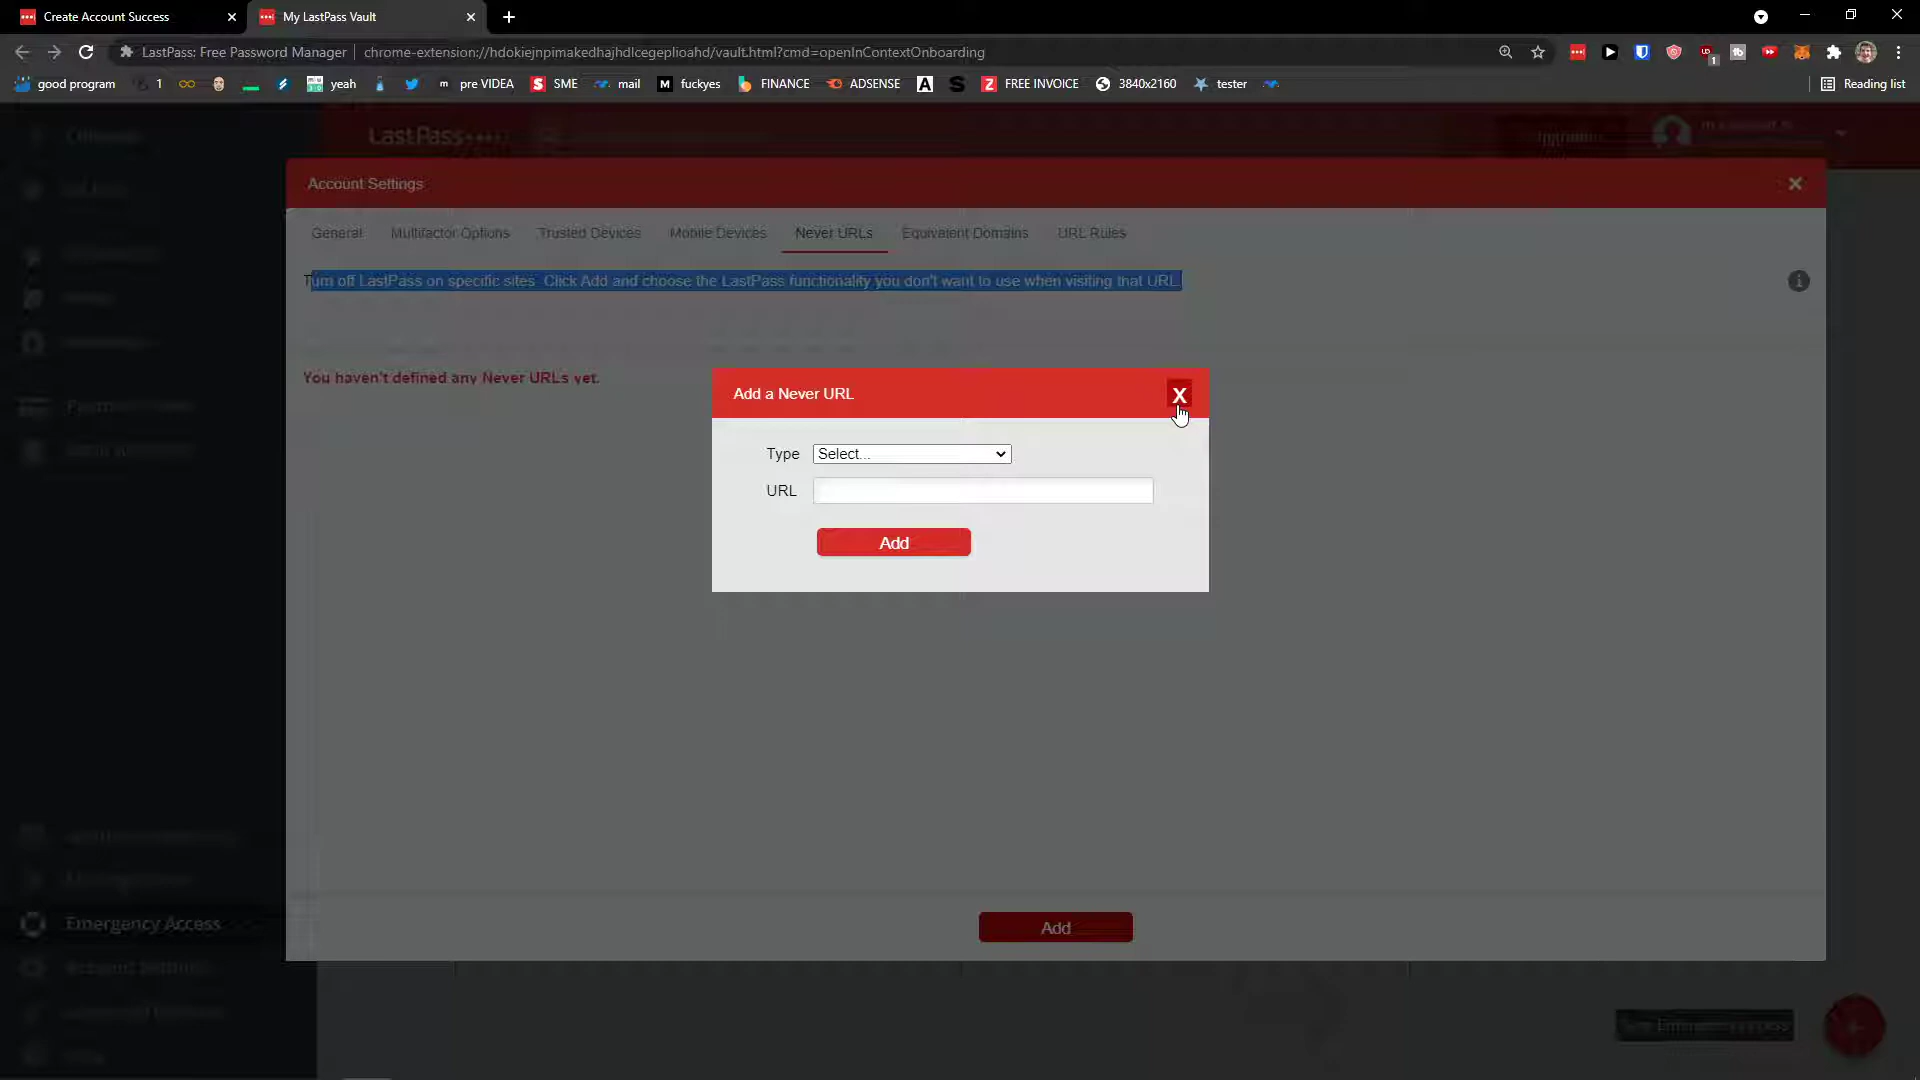 Create Account Success
My LastPass Vault
LastPass: Free Password Manager
chrome-extension://hdokiejnpimakedhajhdlcegeplioahd/vault.html?cmd=openInContextOnboarding
good program
1
yeah
pre VIDEA
SME
mail
fuckyes
FINANCE
ADSENSE
FREE INVOICE
3840x2160
tester
Reading list
LastPass
Account Settings
General
Multifactor Options
Trusted Devices
Mobile Devices
Never URLs
Equivalent Domains
URL Rules
Turn off LastPass on specific sites. Click Add and choose the LastPass functionality you don't want to use when visiting that URL.
You haven't defined any Never URLs yet.
Add a Never URL
X
Type
Select...
URL
Add
Emergency Access
Account Settings
Add